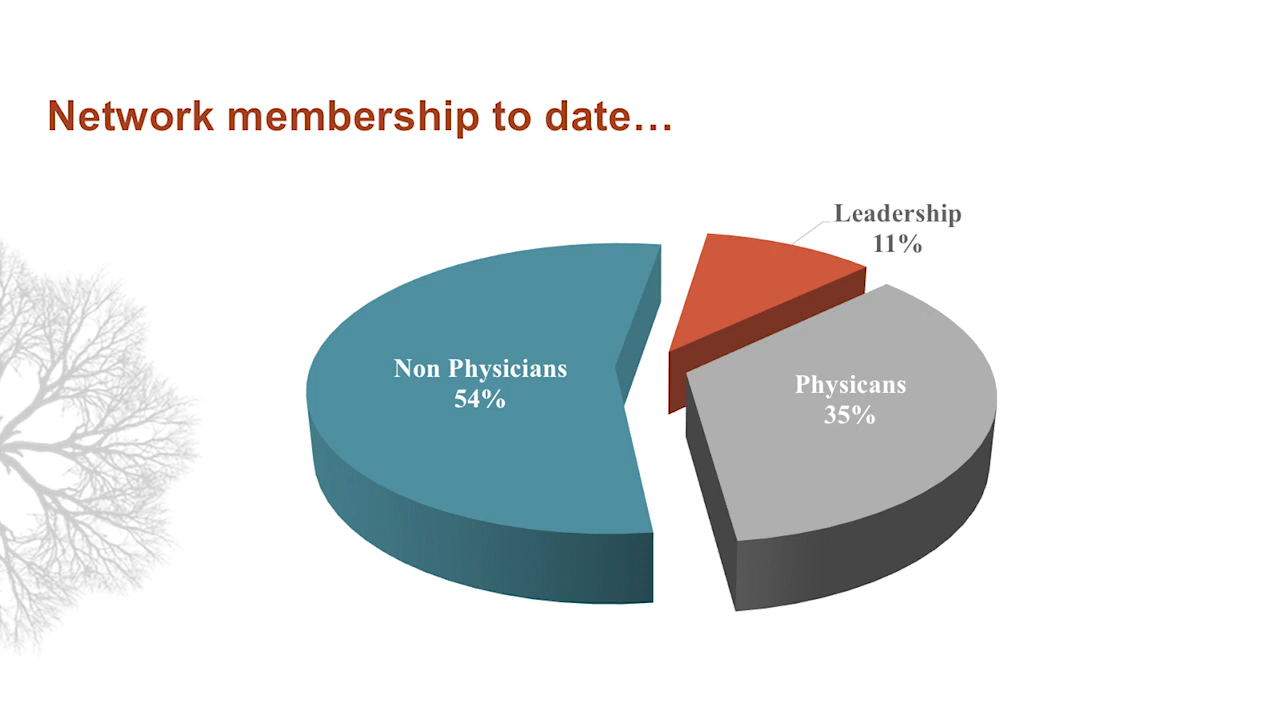 Network membership to date…
Leadership
11%
Non Physicians
54%
Physicans
35%